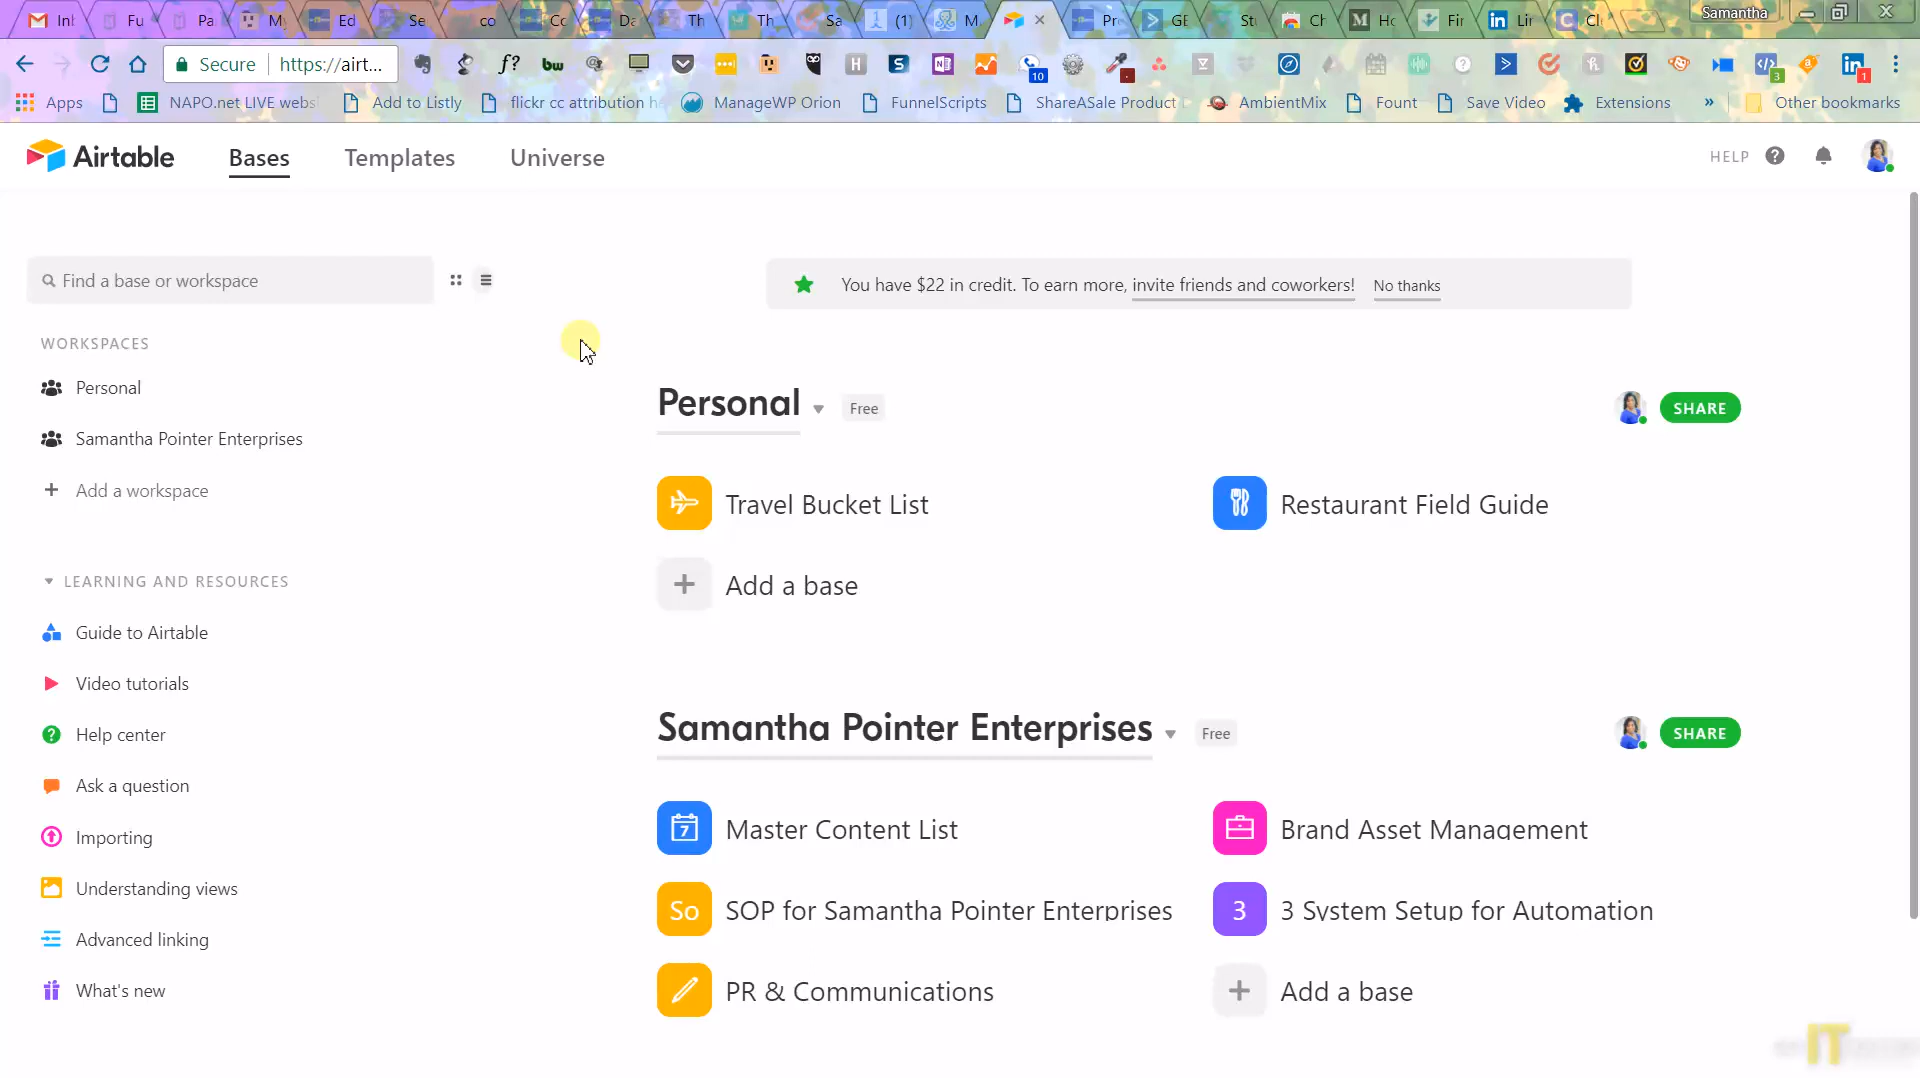 Samantha
Secure https://airt...
10
3
1
Apps NAPO.net LIVE webs Add to Listly flickr cc attribution he ManageWP Orion FunnelScripts ShareASale Product AmbientMix Fount Save Video Extensions » Other bookmarks
Airtable Bases Templates Universe HELP
Find a base or workspace
You have $22 in credit. To earn more, invite friends and coworkers! No thanks
WORKSPACES
Personal
Samantha Pointer Enterprises
Add a workspace
LEARNING AND RESOURCES
Guide to Airtable
Video tutorials
Help center
Ask a question
Importing
Understanding views
Advanced linking
What's new
Personal Free SHARE
Travel Bucket List
Restaurant Field Guide
Add a base
Samantha Pointer Enterprises Free SHARE
Master Content List
Brand Asset Management
So SOP for Samantha Pointer Enterprises
3 3 System Setup for Automation
PR & Communications
Add a base
IT